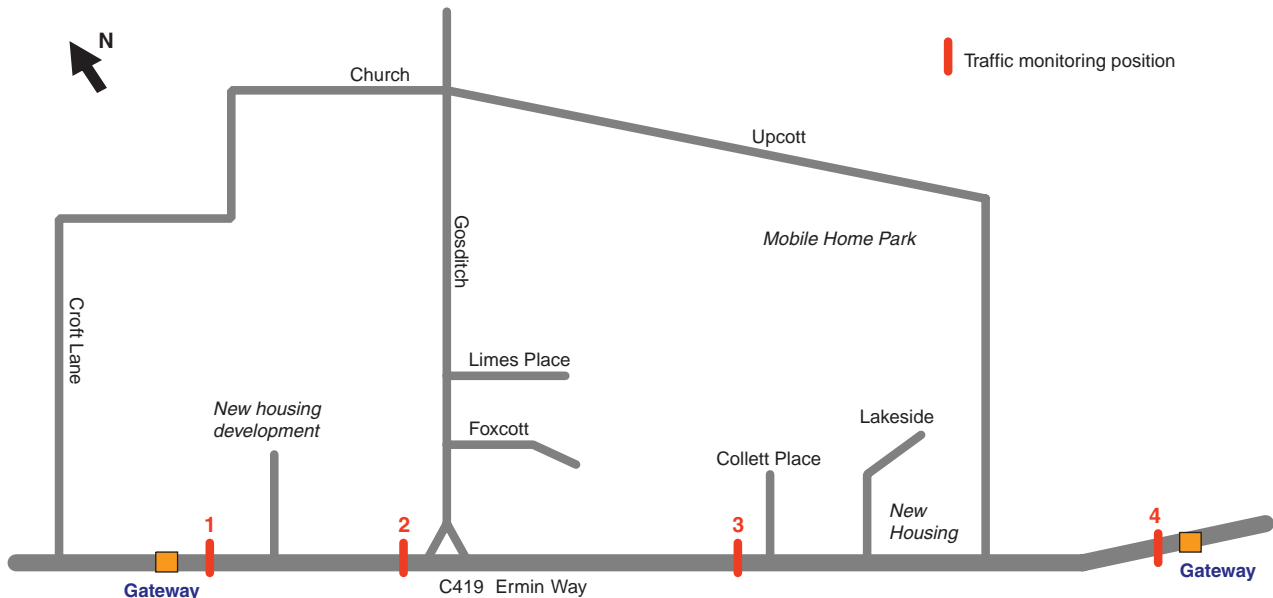 N
Church
Traffic monitoring position
Upcott
Gosditch
Mobile Home Park
Croft Lane
Limes Place
New housing
development
Foxcott
Lakeside
Collett Place
New
Housing
1
2
3
4
Gateway
C419 Ermin Way
Gateway